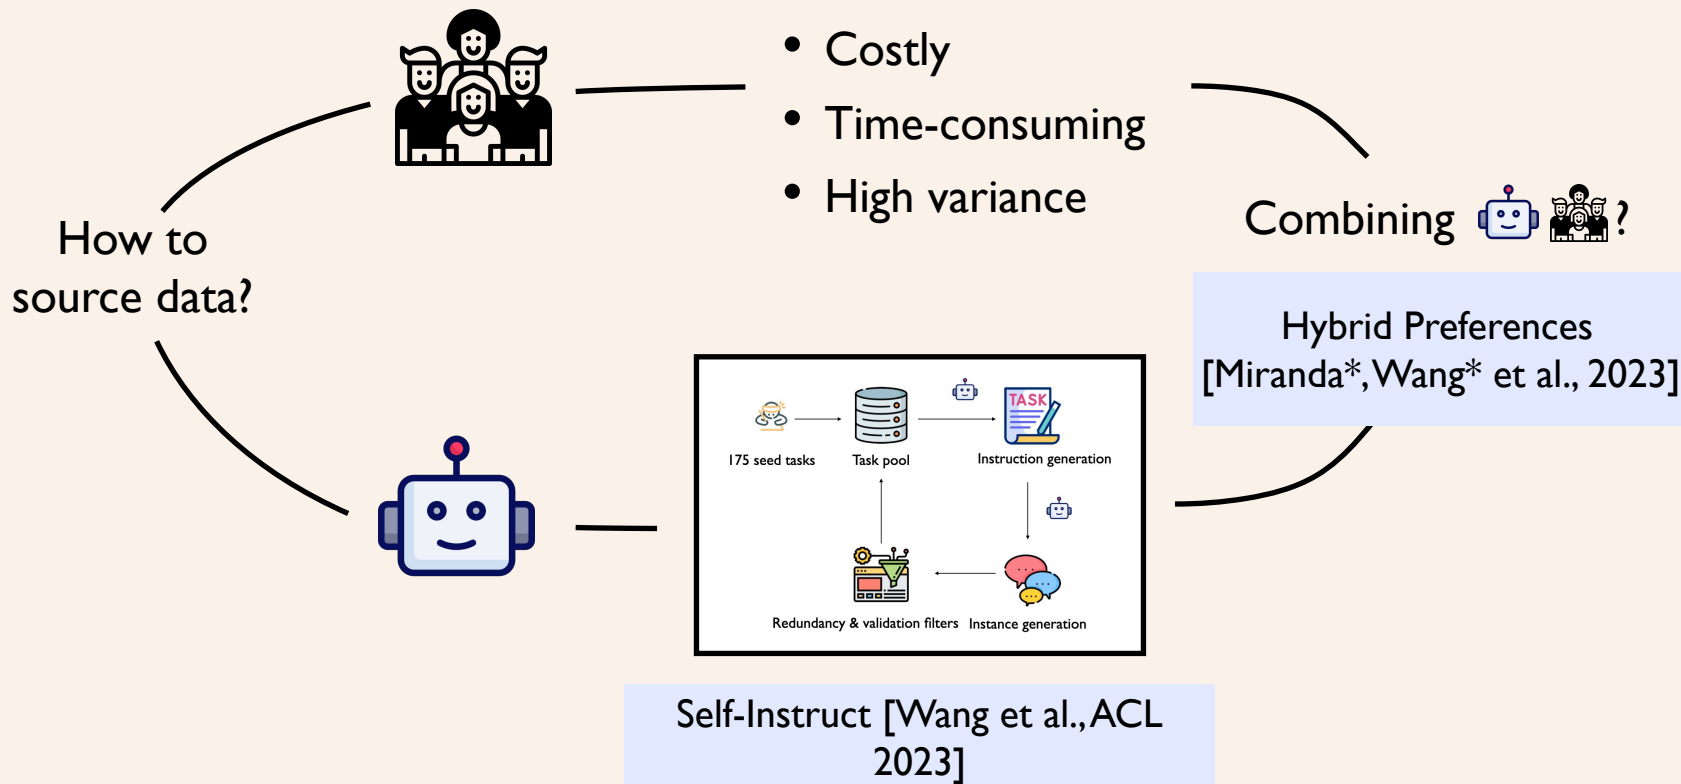 How to
source data?
• Costly
• Time-consuming
• High variance
Combining ?
Hybrid Preferences
[Miranda*, Wang* et al., 2023]
175 seed tasks
Task pool
TASK
Instruction generation
Redundancy & validation filters
Instance generation
Self-Instruct [Wang et al., ACL
2023]